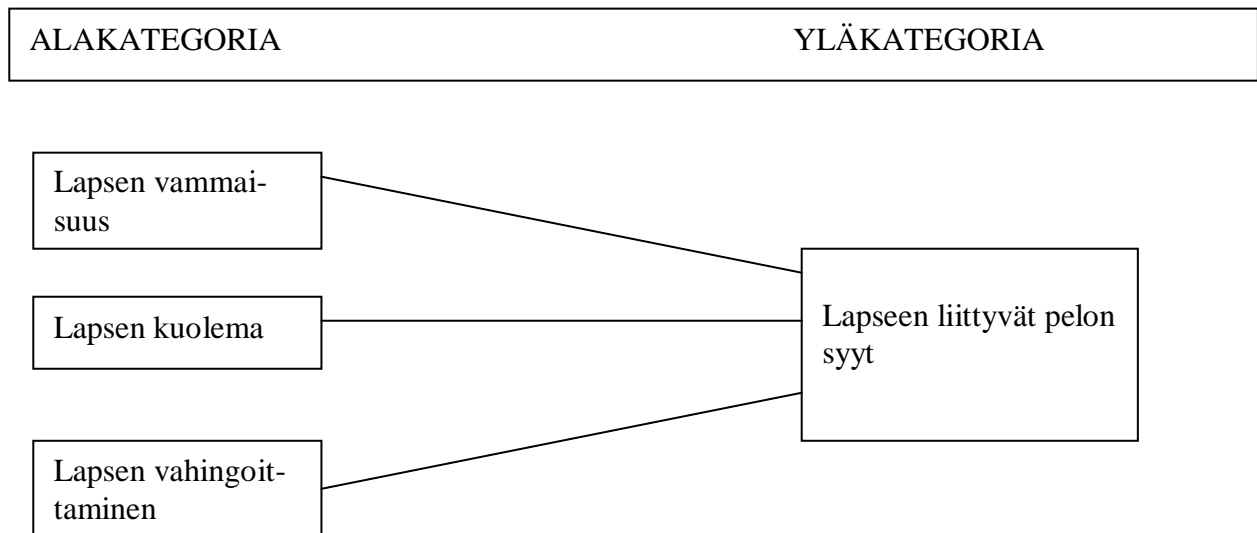 ALAKATEGORIA YLÄKATEGORIA
Lapsen vammai-
suus
Lapsen kuolema
Lapsen vahingoit-
taminen
Lapseen liittyvät pelon
syyt